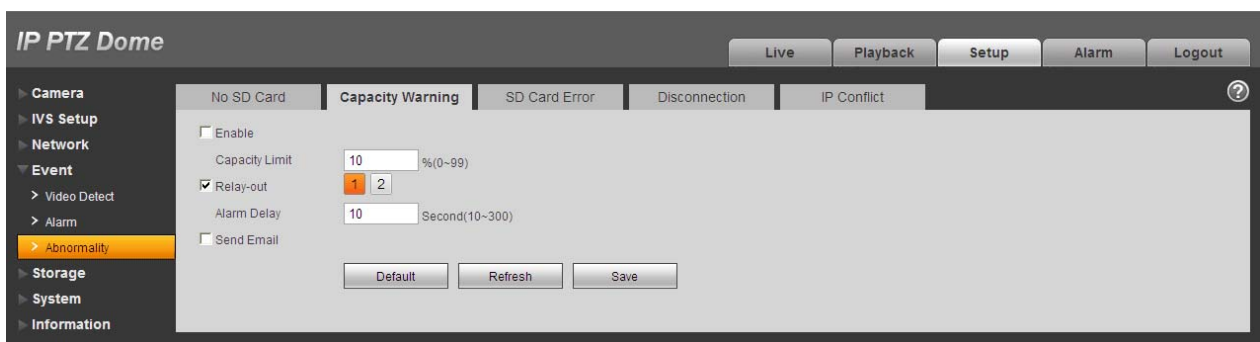 IP PTZ Dome
Live Playback Setup Alarm Logout
Camera
IVS Setup
Network
Event
> Video Detect
> Alarm
> Abnormality
Storage
System
Information
No SD Card Capacity Warning SD Card Error Disconnection IP Conflict ?
Enable
Capacity Limit 10 %(0~99)
Relay-out 1 2
Alarm Delay 10 Second(10~300)
Send Email
Default Refresh Save